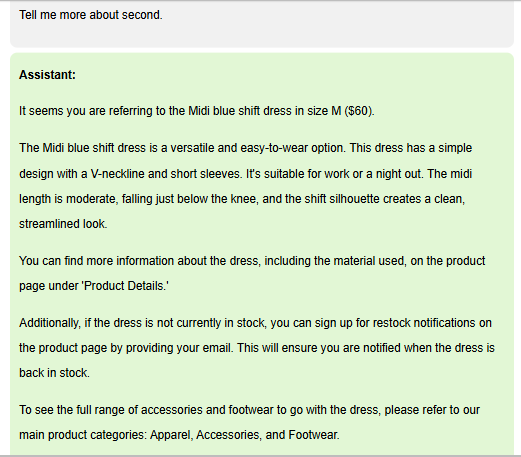 Tell me more about second.
Assistant:
It seems you are referring to the Midi blue shift dress in size M ($60).
The Midi blue shift dress is a versatile and easy-to-wear option. This dress has a simple
design with a V-neckline and short sleeves. It's suitable for work or a night out. The midi
length is moderate, falling just below the knee, and the shift silhouette creates a clean,
streamlined look.
You can find more information about the dress, including the material used, on the product
page under 'Product Details.'
Additionally, if the dress is not currently in stock, you can sign up for restock notifications on
the product page by providing your email. This will ensure you are notified when the dress is
back in stock.
To see the full range of accessories and footwear to go with the dress, please refer to our
main product categories: Apparel, Accessories, and Footwear.